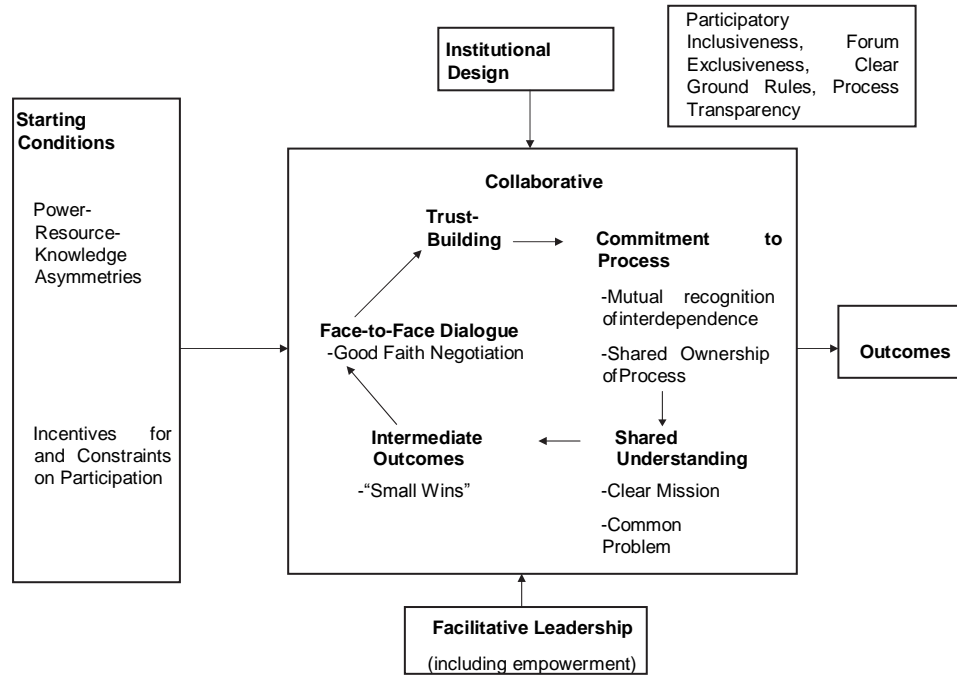 Participatory
Inclusiveness, Forum
Exclusiveness, Clear
Ground Rules, Process
Transparency
Institutional
Design
Starting
Conditions
Power-
Resource-
Knowledge
Asymmetries
Incentives for
and Constraints
on Participation
Collaborative
Trust-
Building
Commitment to
Process
-Mutual recognition
ofinterdependence
-Shared Ownership
ofProcess
Face-to-Face Dialogue
-Good Faith Negotiation
Intermediate
Outcomes
-“Small Wins”
Shared
Understanding
-Clear Mission
-Common
Problem
Outcomes
Facilitative Leadership
(including empowerment)